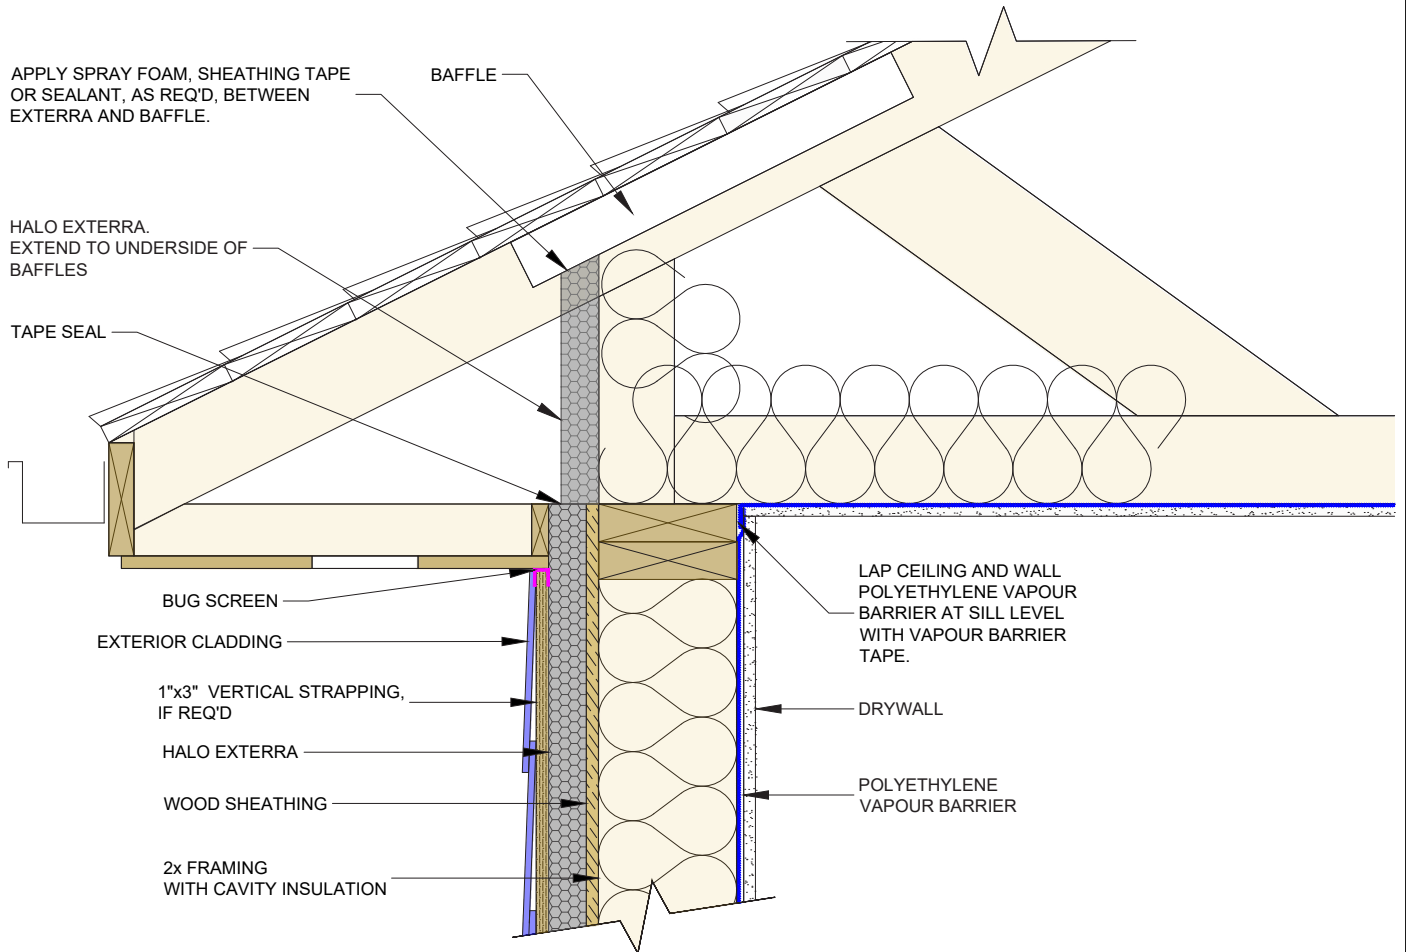 APPLY SPRAY FOAM, SHEATHING TAPE
OR SEALANT, AS REQ'D, BETWEEN
EXTERRA AND BAFFLE.
BAFFLE
HALO EXTERRA.
EXTEND TO UNDERSIDE OF
BAFFLES
TAPE SEAL
BUG SCREEN
EXTERIOR CLADDING
1"x3" VERTICAL STRAPPING,
IF REQ'D
HALO EXTERRA
WOOD SHEATHING
2x FRAMING
WITH CAVITY INSULATION
LAP CEILING AND WALL
POLYETHYLENE VAPOUR
BARRIER AT SILL LEVEL
WITH VAPOUR BARRIER
TAPE.
DRYWALL
POLYETHYLENE
VAPOUR BARRIER